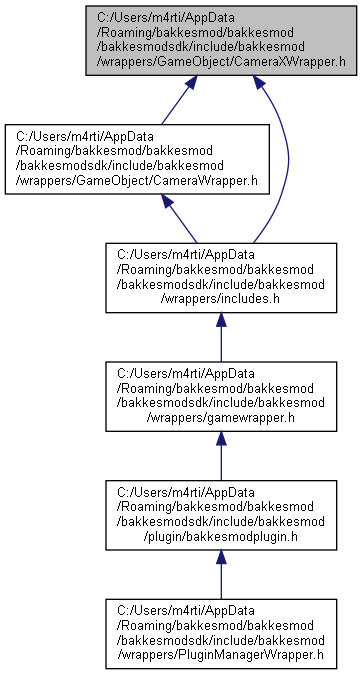 C:/Users/m4rti/AppData
/Roaming/bakkesmod/bakkesmod
/bakkesmodsdk/include/bakkesmod
/wrappers/GameObject/CameraXWrapper.h
C:/Users/m4rti/AppData
/Roaming/bakkesmod/bakkesmod
/bakkesmodsdk/include/bakkesmod
/wrappers/GameObject/CameraWrapper.h
C:/Users/m4rti/AppData
/Roaming/bakkesmod/bakkesmod
/bakkesmodsdk/include/bakkesmod
/wrappers/includes.h
C:/Users/m4rti/AppData
/Roaming/bakkesmod/bakkesmod
/bakkesmodsdk/include/bakkesmod
/wrappers/gamewrapper.h
C:/Users/m4rti/AppData
/Roaming/bakkesmod/bakkesmod
/bakkesmodsdk/include/bakkesmod
/plugin/bakkesmodplugin.h
C:/Users/m4rti/AppData
/Roaming/bakkesmod/bakkesmod
/bakkesmodsdk/include/bakkesmod
/wrappers/PluginManagerWrapper.h